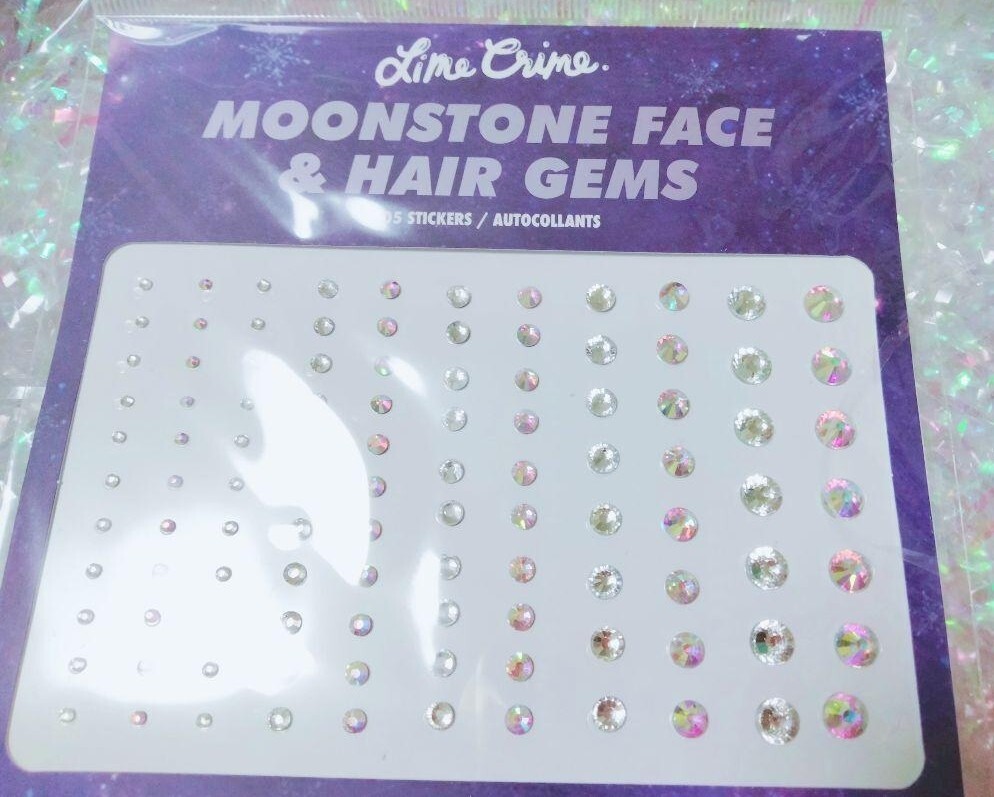 Lime Crime.
MOONSTONE FACE
& HAIR GEMS
STICKERS / AUTOCOLLANTS